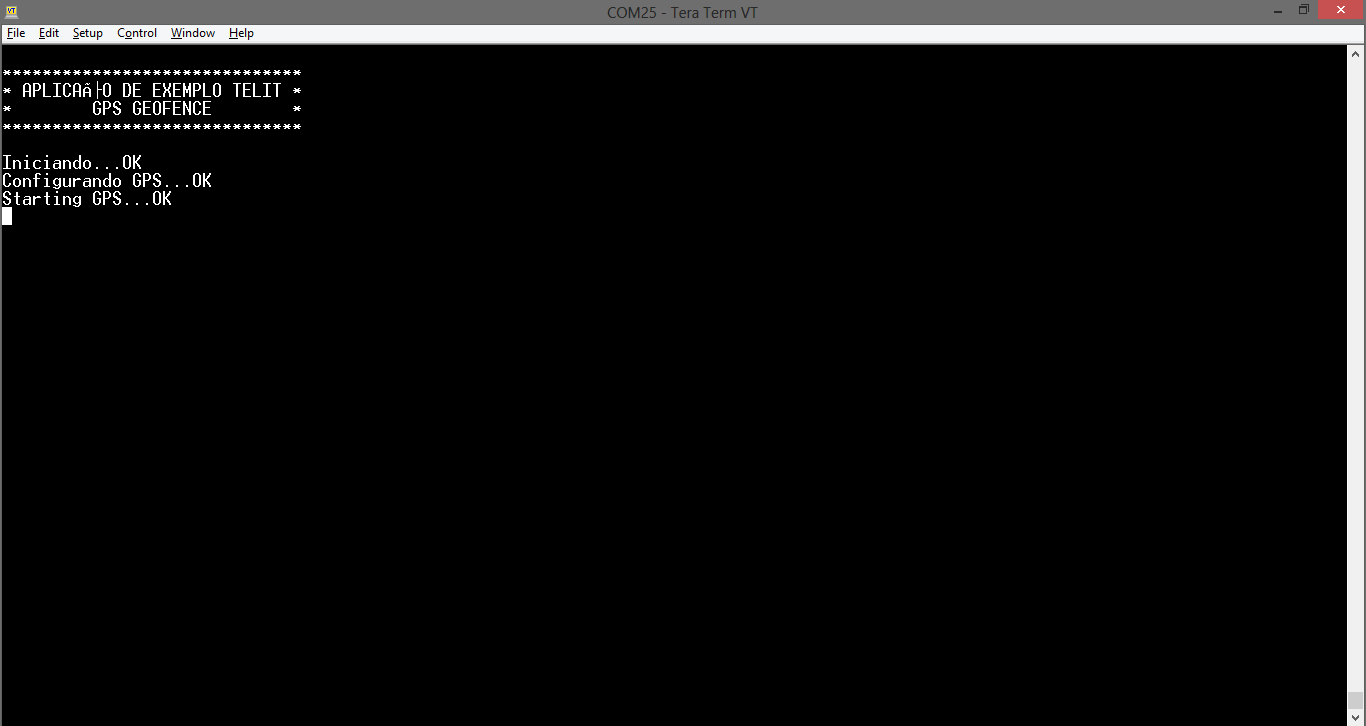 COM25 - Tera Term VT
File Edit Setup Control Window Help
******************************
* APLICAÃ├O DE EXEMPLO TELIT *
* GPS GEOFENCE *
******************************
Iniciando...OK
Configurando GPS...OK
Starting GPS...OK